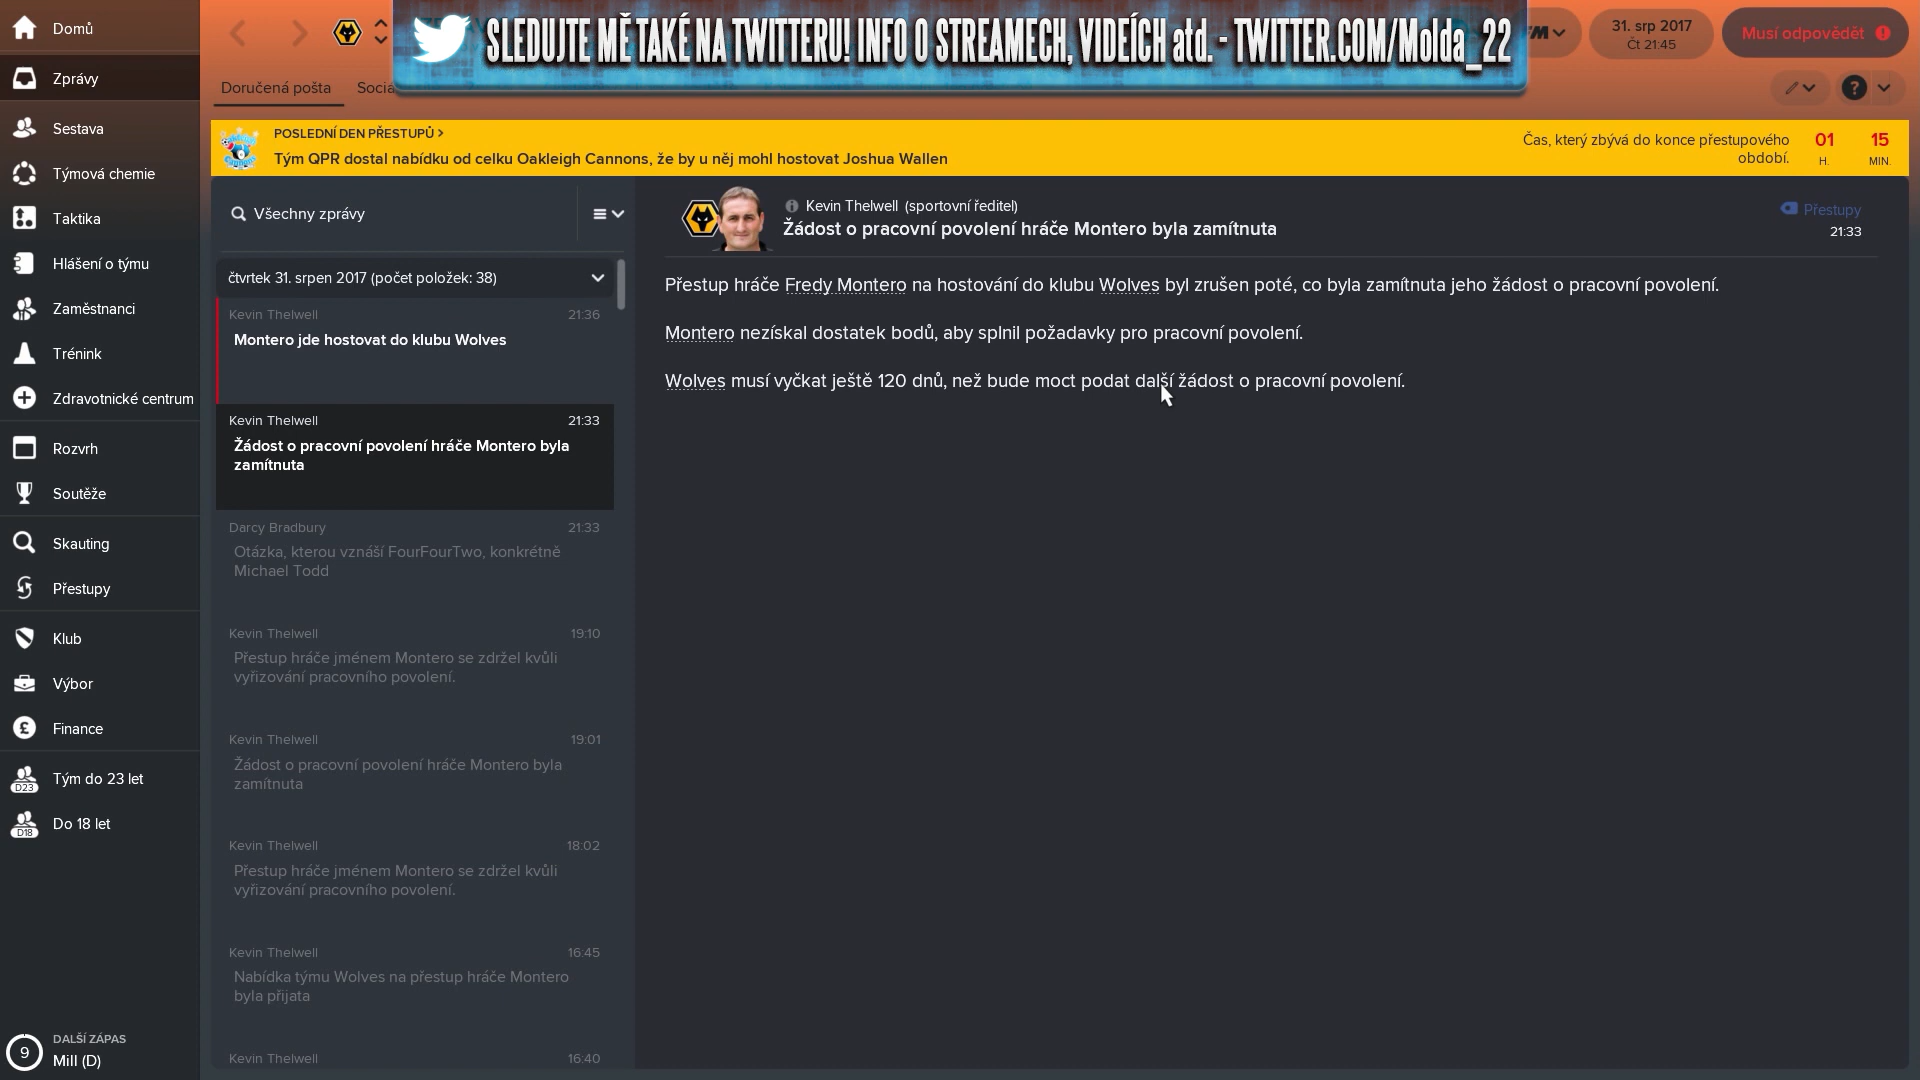 Domů
Zprávy
Sestava
Týmová chemie
Taktika
Hlášení o týmu
Zaměstnanci
Trénink
Zdravotnické centrum
Rozvrh
Soutěže
Skauting
Přestupy
Klub
Výbor
Finance
D23
Tým do 23 let
D18
Do 18 let
9
DALŠÍ ZÁPAS
Mill (D)
SLEDUJTE MĚ TAKÉ NA TWITTERU! INFO O STREAMECH, VIDEÍCH atd. - TWITTER.COM/Molda_22
FM
31. srp 2017
Čt 21:45
Musí odpovědět
Doručená pošta
Socia
POSLEDNÍ DEN PŘESTUPŮ >
Tým QPR dostal nabídku od celku Oakleigh Cannons, že by u něj mohl hostovat Joshua Wallen
Čas, který zbývá do konce přestupového
období.
01
H.
15
MIN.
Všechny zprávy
čtvrtek 31. srpen 2017 (počet položek: 38)
Kevin Thelwell 21:36
Montero jde hostovat do klubu Wolves
Kevin Thelwell 21:33
Žádost o pracovní povolení hráče Montero byla
zamítnuta
Darcy Bradbury 21:33
Otázka, kterou vznáší FourFourTwo, konkrétně
Michael Todd
Kevin Thelwell 19:10
Přestup hráče jménem Montero se zdržel kvůli
vyřizování pracovního povolení.
Kevin Thelwell 19:01
Žádost o pracovní povolení hráče Montero byla
zamítnuta
Kevin Thelwell 18:02
Přestup hráče jménem Montero se zdržel kvůli
vyřizování pracovního povolení.
Kevin Thelwell 16:45
Nabídka týmu Wolves na přestup hráče Montero
byla přijata
Kevin Thelwell 16:40
Kevin Thelwell (sportovní ředitel)
Žádost o pracovní povolení hráče Montero byla zamítnuta
Přestupy
21:33
Přestup hráče Fredy Montero na hostování do klubu Wolves byl zrušen poté, co byla zamítnuta jeho žádost o pracovní povolení.
Montero nezískal dostatek bodů, aby splnil požadavky pro pracovní povolení.
Wolves musí vyčkat ještě 120 dnů, než bude moct podat další žádost o pracovní povolení.